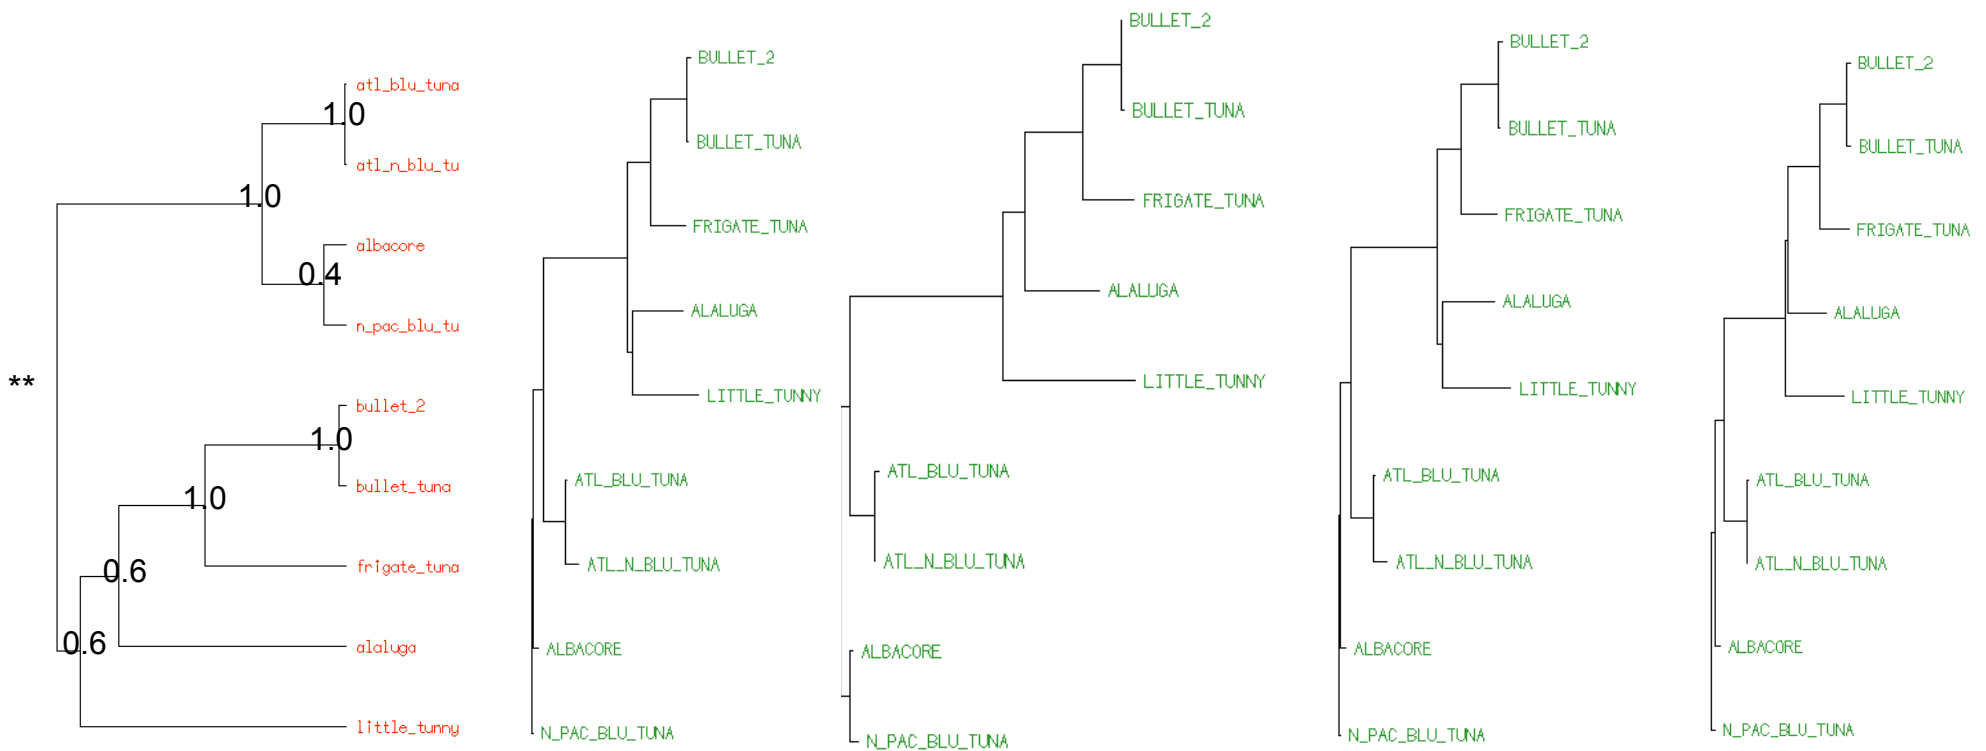 atl_blu_tuna
1.0
atl_n_blu_tu
1.0
albacore
0.4
n_pac_blu_tu
**
bullet_2
1.0
bullet_tuna
1.0
frigate_tuna
0.6
alaluga
0.6
little_tunny
BULLET_2
BULLET_TUNA
FRIGATE_TUNA
ALALUGA
LITTLE_TUNNY
ATL_BLU_TUNA
ATL_N_BLU_TUNA
ALBACORE
N_PAC_BLU_TUNA
BULLET_2
BULLET_TUNA
FRIGATE_TUNA
ALALUGA
LITTLE_TUNNY
ATL_BLU_TUNA
ATL_N_BLU_TUNA
ALBACORE
N_PAC_BLU_TUNA
BULLET_2
BULLET_TUNA
FRIGATE_TUNA
ALALUGA
LITTLE_TUNNY
ATL_BLU_TUNA
ATL_N_BLU_TUNA
ALBACORE
N_PAC_BLU_TUNA
BULLET_2
BULLET_TUNA
FRIGATE_TUNA
ALALUGA
LITTLE_TUNNY
ATL_BLU_TUNA
ATL_N_BLU_TUNA
ALBACORE
N_PAC_BLU_TUNA